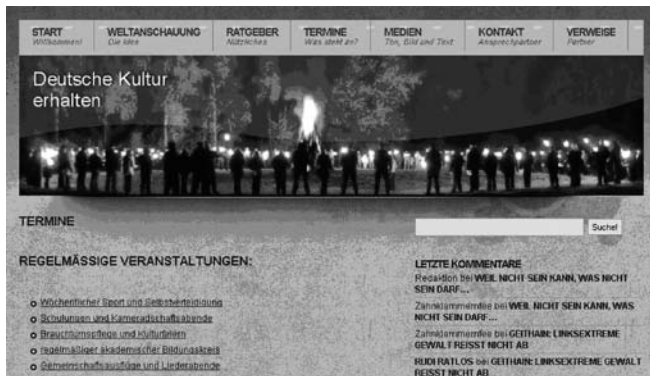 START
Willkommen!
WELTANSCHAUUNG
Die Idee
RATGEBER
Nützliches
TERMINE
Was steht an?
MEDIEN
Ton, Bild und Text
KONTAKT
Ansprechpartner
VERWEISE
Partner
Deutsche Kultur
erhalten
TERMINE
REGELMÄSSIGE VERANSTALTUNGEN:
Wöchentlicher Sport und Selbstverteidigung
Schulungen und Kameradschaftsabende
Brauchtumspflege und Kulturfeiern
regelmäßiger akademischer Bildungskreis
Gemeinschaftsausflüge und Liederabende
Suche!
LETZTE KOMMENTARE
Redaktion bei WEIL NICHT SEIN KANN, WAS NICHT
SEIN DARF…
Zahnklammerfee bei WEIL NICHT SEIN KANN, WAS
NICHT SEIN DARF…
Zahnklammerfee bei GEITHAIN: LINKSEXTREME
GEWALT REISST NICHT AB
RUDI RATLOS bei GEITHAIN: LINKSEXTREME GEWALT
REISST NICHT AB